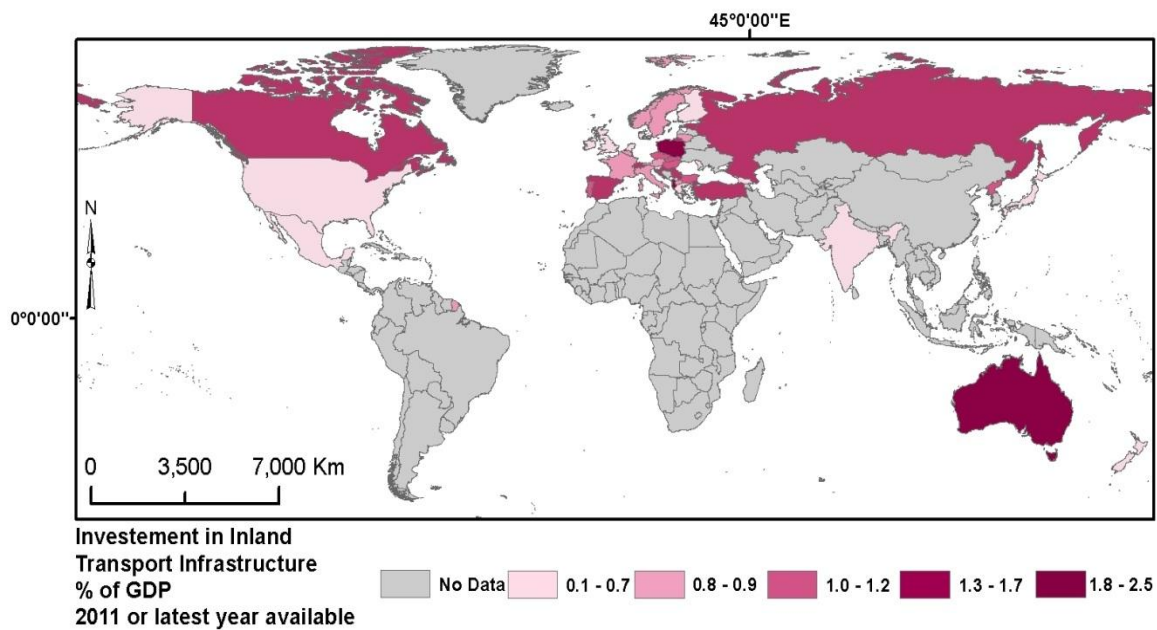 45°0'00"E
N
0°0'00"
0 3,500 7,000 Km
Investement in Inland
Transport Infrastructure
% of GDP
2011 or latest year available
No Data 0.1 - 0.7 0.8 - 0.9 1.0 - 1.2 1.3 - 1.7 1.8 - 2.5